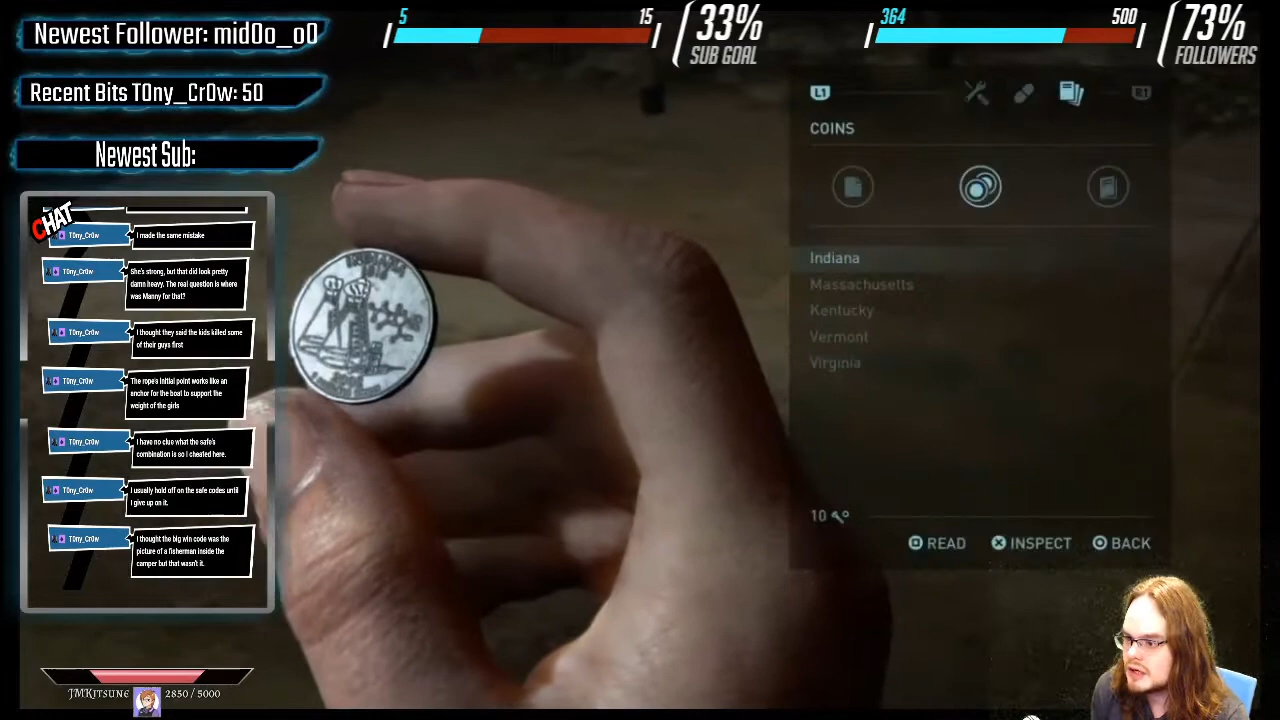 Newest Follower: mid0o_o0
5
15
33%
SUB GOAL
364
500
73%
FOLLOWERS
Recent Bits T0ny_Cr0w: 50
Newest Sub:
CHAT
T0ny_Cr0w
I made the same mistake
T0ny_Cr0w
She's strong, but that did look pretty
damn heavy. The real question is where
was Manny for that?
T0ny_Cr0w
I thought they said the kids killed some
of their guys first
T0ny_Cr0w
The rope's initial point works like an
anchor for the boat to support the
weight of the girls
T0ny_Cr0w
I have no clue what the safe's
combination is so I cheated here.
T0ny_Cr0w
I usually hold off on the safe codes until
I give up on it.
T0ny_Cr0w
I thought the big win code was the
picture of a fisherman inside the
camper but that wasn't it.
JMKitsune
2850 / 5000
INDIANA
L1
R1
COINS
Indiana
Massachusetts
Kentucky
Vermont
Virginia
10
READ
INSPECT
BACK